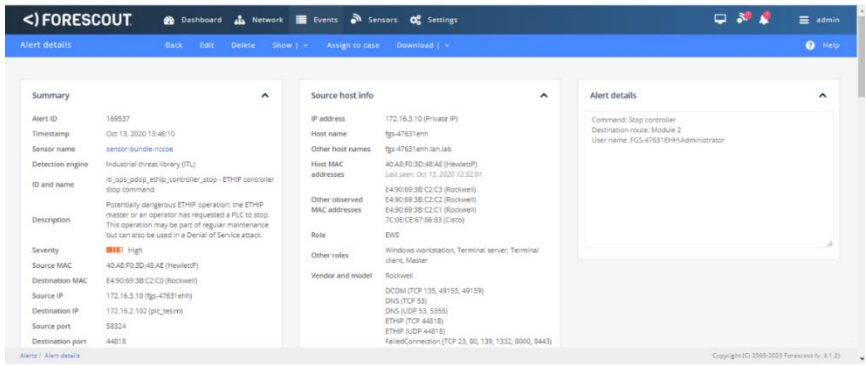 <) FORESCOUT. Dashboard Network Events Sensors Settings admin
Alert details Back Edit Delete Show | Assign to case Download | Help
Summary
Alert ID 169537
Timestamp Oct 13, 2020 13:46:10
Sensor name sensor-bundle-nccoe
Detection engine Industrial threat library (ITL)
ID and name itl_ops_pdop_ethip_controller_stop - ETHIP controller
stop command
Description Potentially dangerous ETHIP operation: the ETHIP
master or an operator has requested a PLC to stop.
This operation may be part of regular maintenance
but can also be used in a Denial of Service attack.
Severity High
Source MAC 40:A8:F0:3D:48:AE (HewlettP)
Destination MAC E4:90:69:3B:C2:C0 (Rockwell)
Source IP 172.16.3.10 (fgs-47631ehh)
Destination IP 172.16.2.102 (plc_tesim)
Source port 58324
Destination port 44818
Source host info
IP address 172.16.3.10 (Private IP)
Host name fgs-47631ehh
Other host names fgs-47631ehh.lan.lab
Host MAC
addresses
40:A8:F0:3D:48:AE (HewlettP)
Last seen: Oct 13, 2020 12:52:01
Other observed
MAC addresses
E4:90:69:3B:C2:C3 (Rockwell)
E4:90:69:3B:C2:C2 (Rockwell)
E4:90:69:3B:C2:C1 (Rockwell)
7C:0E:CE:67:86:83 (Cisco)
Role EWS
Other roles Windows workstation, Terminal server, Terminal
client, Master
Vendor and model Rockwell
DCOM (TCP 135, 49155, 49159)
DNS (TCP 53)
DNS (UDP 53, 5355)
ETHIP (TCP 44818)
ETHIP (UDP 44818)
FailedConnection (TCP 23, 80, 139, 1332, 8000, 8443)
Alert details
Command: Stop controller
Destination route: Module 2
User name: FGS-47631EHH\Administrator
Alerts / Alert details
Copyright (C) 2009-2020 Forescout (v. 4.1.2)